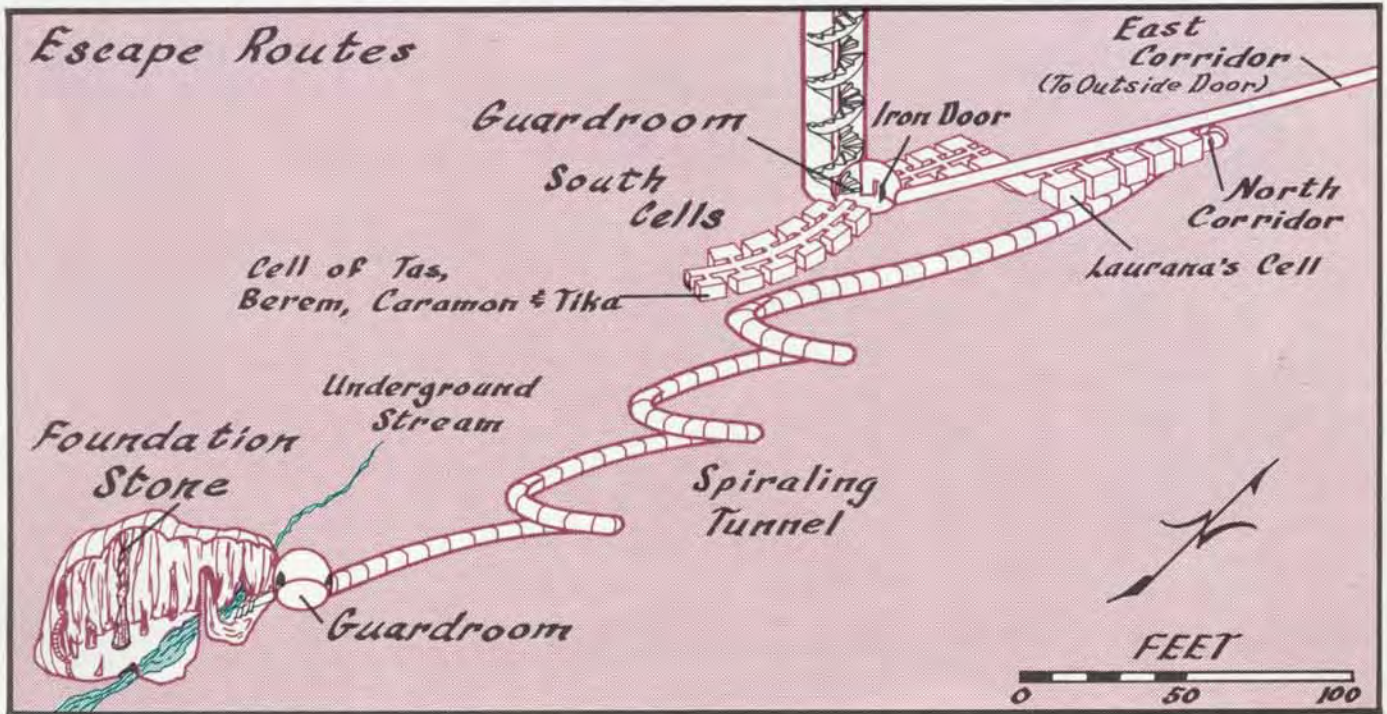 Escape Routes
East
Corridor
(To Outside Door)
Guardroom
Iron Door
South
Cells
North
Corridor
Laurana's Cell
Cell of Tas,
Berem, Caramon & Tika
Underground
Stream
Foundation
Stone
Spiraling
Tunnel
Guardroom
FEET
0 50 100